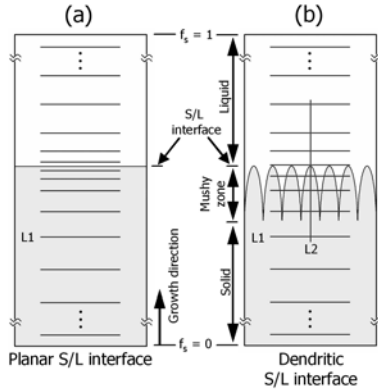 (a)
(b)
f_s = 1
S/L
interface
Liquid
Mushy
zone
Solid
L1
L1
L2
Growth direction
f_s = 0
Planar S/L interface
Dendritic
S/L interface